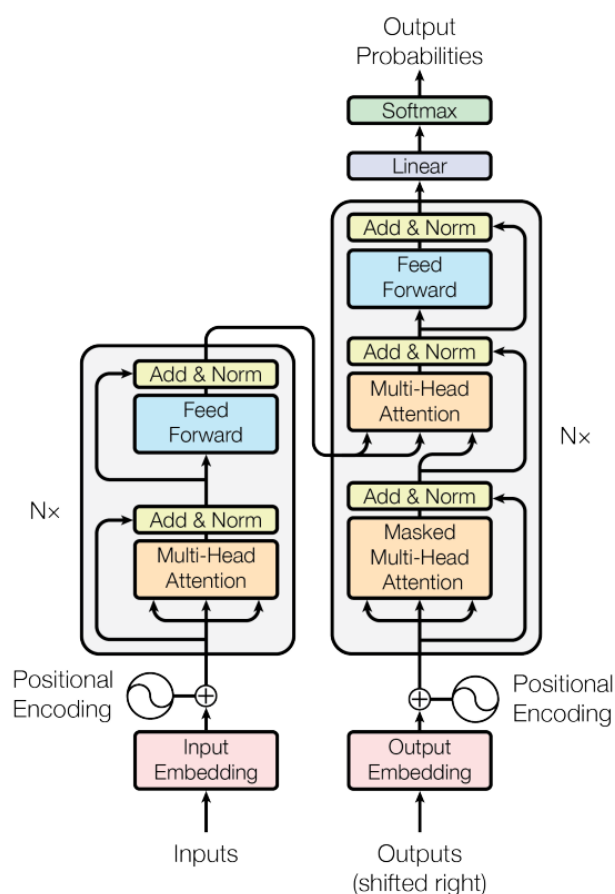 Output
Probabilities
Softmax
Linear
Add & Norm
Feed
Forward
Add & Norm
Multi-Head
Attention
Add & Norm
Masked
Multi-Head
Attention
N×
Add & Norm
Feed
Forward
Add & Norm
Multi-Head
Attention
N×
Positional
Encoding
Positional
Encoding
Input
Embedding
Output
Embedding
Inputs
Outputs
(shifted right)